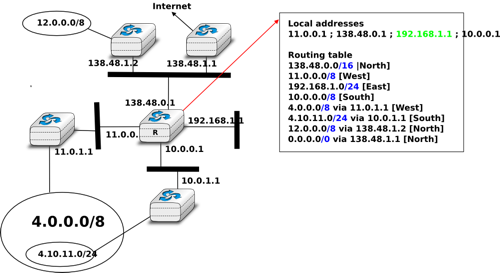 Internet
12.0.0.0/8
138.48.1.2
138.48.1.1
138.48.0.1
11.0.0.
R
192.168.1.1
11.0.1.1
10.0.0.1
10.0.1.1
4.0.0.0/8
4.10.11.0/24
Local addresses
11.0.0.1 ; 138.48.0.1 ; 192.168.1.1 ; 10.0.0.1
Routing table
138.48.0.0/16 |North]
11.0.0.0/8 [West]
192.168.1.0/24 [East]
10.0.0.0/8 [South]
4.0.0.0/8 via 11.0.1.1 [West]
4.10.11.0/24 via 10.0.1.1 [South]
12.0.0.0/8 via 138.48.1.2 [North]
0.0.0.0/0 via 138.48.1.1 [North]